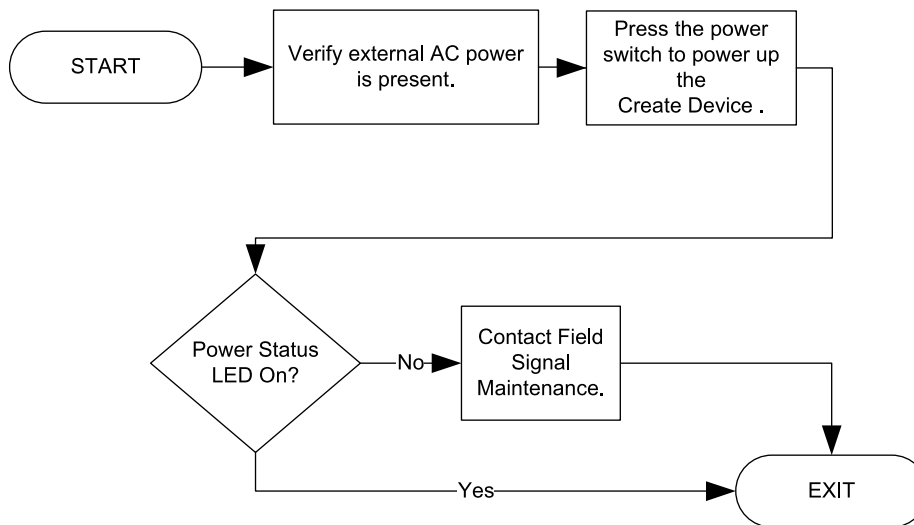 START
Verify external AC power
is present.
Press the power
switch to power up
the
Create Device .
Power Status
LED On?
No
Contact Field
Signal
Maintenance.
Yes
EXIT